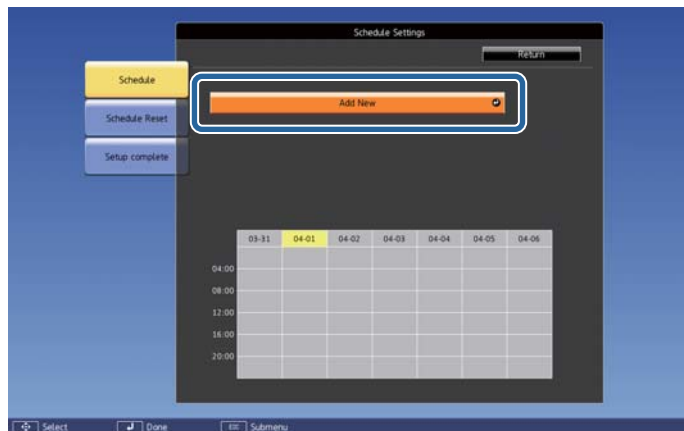 Schedule Settings
Return
Schedule
Add New
Schedule Reset
Setup complete
03-31 04-01 04-02 04-03 04-04 04-05 04-06
04:00
08:00
12:00
16:00
20:00
Select Done Esc Submenu